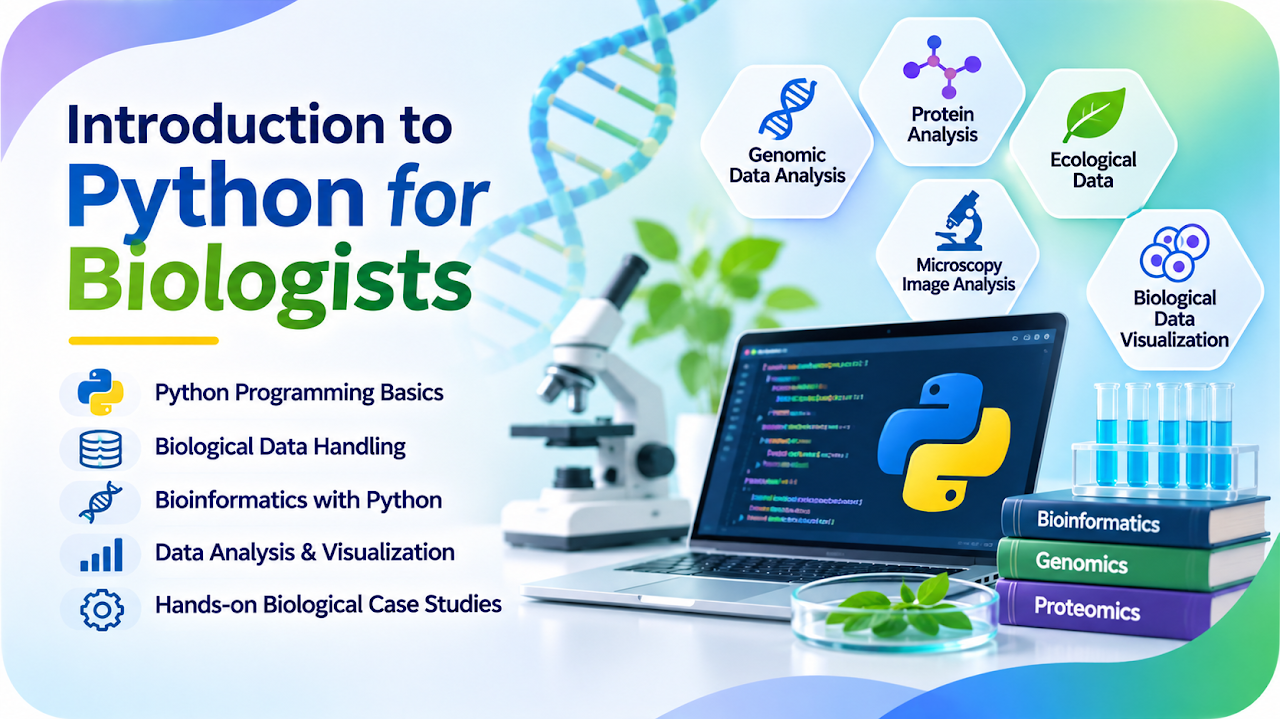 Introduction to
Python for
Biologists
Python Programming Basics
Biological Data Handling
Bioinformatics with Python
Data Analysis & Visualization
Hands-on Biological Case Studies
Genomic
Data Analysis
Protein
Analysis
Ecological
Data
Microscopy
Image Analysis
Biological
Data
Visualization
Bioinformatics
Genomics
Proteomics